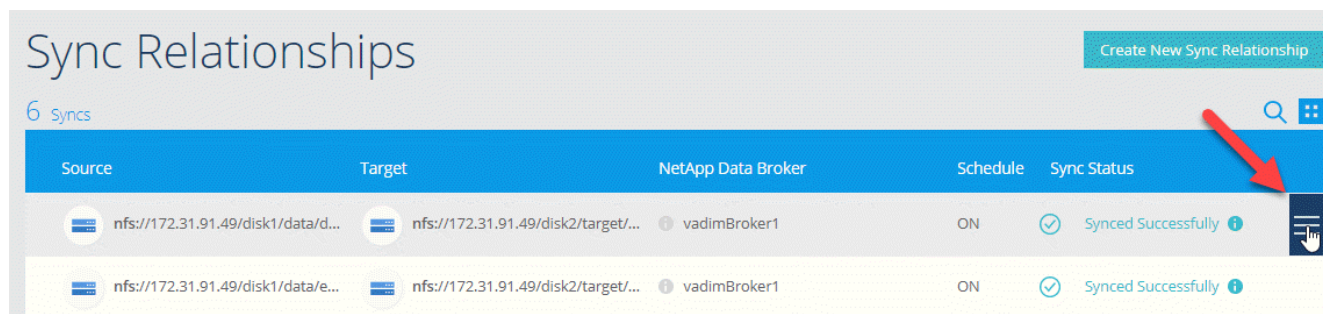 Sync Relationships
Create New Sync Relationship
6 Syncs
Source Target NetApp Data Broker Schedule Sync Status
nfs://172.31.91.49/disk1/data/d... nfs://172.31.91.49/disk2/target/... vadimBroker1 ON Synced Successfully
nfs://172.31.91.49/disk1/data/e... nfs://172.31.91.49/disk2/target/... vadimBroker1 ON Synced Successfully